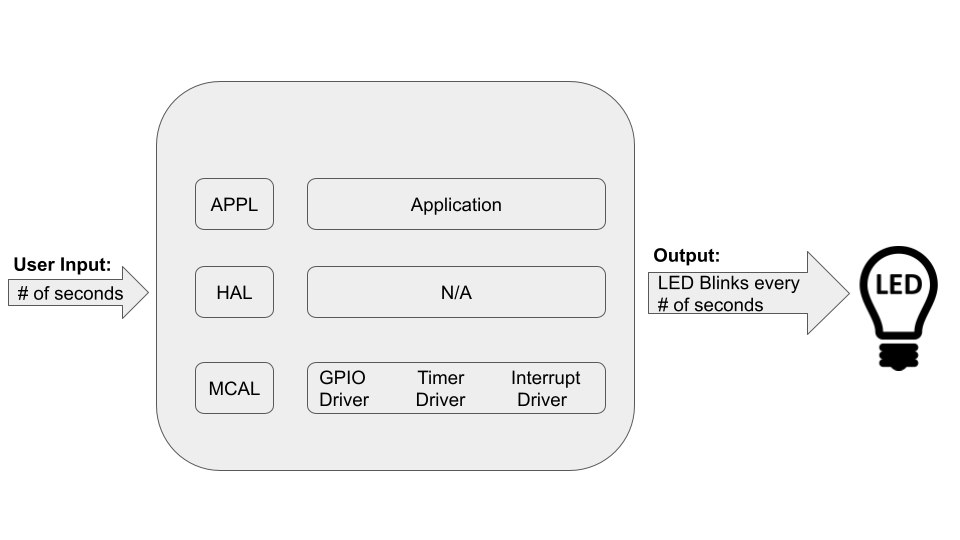 APPL
Application
User Input:
# of seconds
HAL
N/A
Output:
LED Blinks every
# of seconds
LED
MCAL
GPIO Driver
Timer Driver
Interrupt Driver